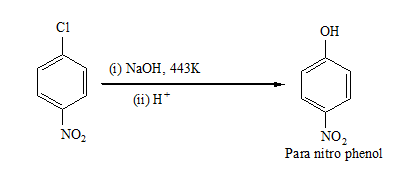 Cl
OH
(i) NaOH, 443K
(ii) H⁺
NO₂
NO₂
Para nitro phenol